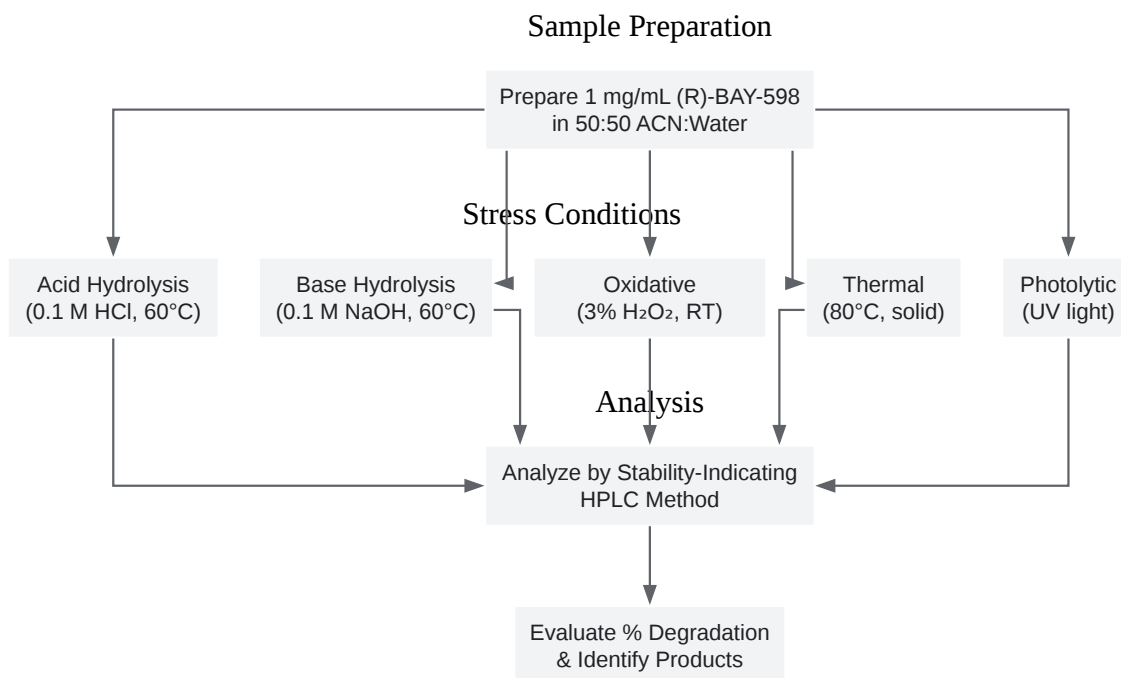 Sample Preparation
Prepare 1 mg/mL (R)-BAY-598
in 50:50 ACN:Water
Stress Conditions
Acid Hydrolysis
(0.1 M HCl, 60°C)
Base Hydrolysis
(0.1 M NaOH, 60°C)
Oxidative
(3% H₂O₂, RT)
Thermal
(80°C, solid)
Photolytic
(UV light)
Analysis
Analyze by Stability-Indicating
HPLC Method
Evaluate % Degradation
& Identify Products